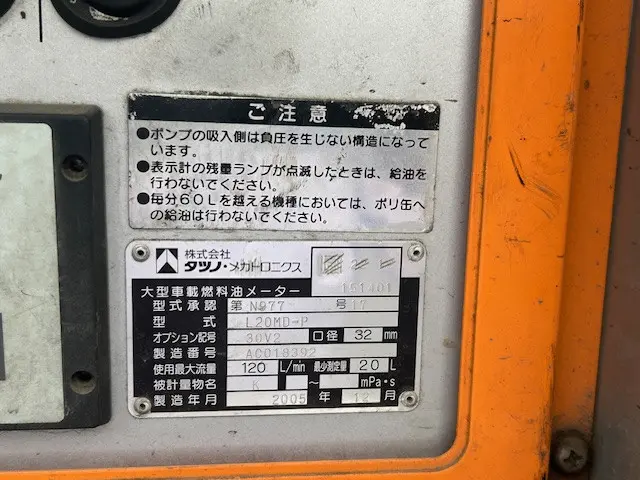 ご注意
●ポンプの吸入側は負圧を生じない構造になって
います。
●表示計の残量ランプが点滅したときは、給油を
行わないでください。
●毎分60Lを越える機種においては、ポリ缶へ
の給油は行わないでください。
株式会社
タツノ・メカトロニクス
大型車載燃料油メーター 151401
型式承認 第 N977 号 17
型式 L20MD-P
オプション記号 30V2 口径 32 mm
製造番号 AC018392
使用最大流量 120 L/min 最少測定量 20 L
被計量物名 K ～ mPa・s
製造年月 2005 年 12 月